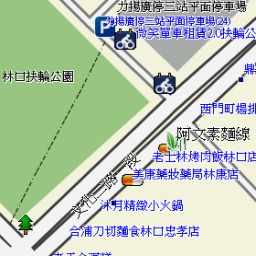 力揚廣停三站平面停車場
力揚廣停三站平面停車場(24)
微笑單車租賃2.0扶輪公
林口扶輪公園
西門町楊排
阿文素麵線
老士林烤肉飯林口店
美康藥妝藥局林康店
文化二路一段
沐月精緻小火鍋
合浦刀切麵食林口忠孝店